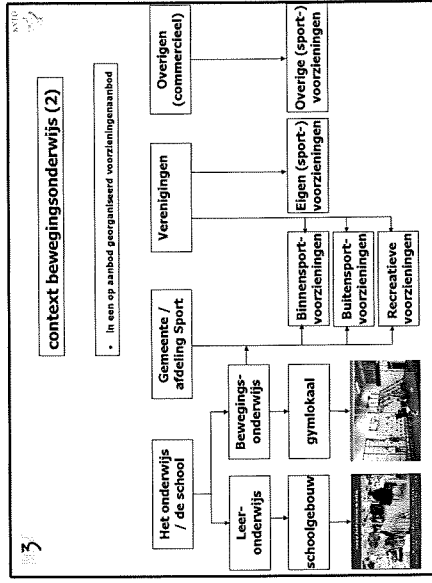 3
context bewegingsonderwijs (2)
• In een op aanbod georganiseerd voorzieningenaanbod
Het onderwijs
/ de school
Gemeente /
afdeling Sport
Verenigingen
Overigen
(commercieel)
Leer-
onderwijs
Bewegings-
onderwijs
schoolgebouw
gymlokaal
Binnensport-
voorzieningen
Buitensport-
voorzieningen
Recreatieve
voorzieningen
Eigen (sport-)
voorzieningen
Overige (sport-)
voorzieningen